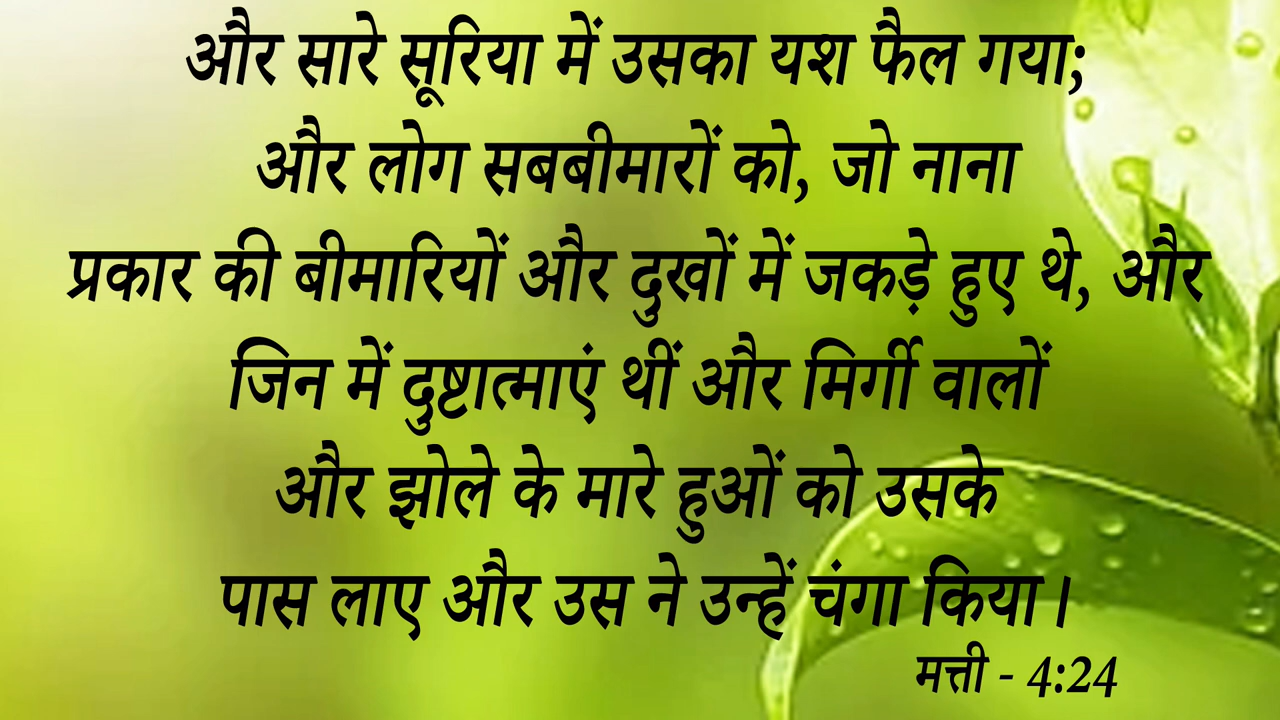 और सारे सूरिया में उसका यश फैल गया;
और लोग सबबीमारों को, जो नाना
प्रकार की बीमारियों और दुखों में जकड़े हुए थे, और
जिन में दुष्टात्माएं थीं और मिर्गी वालों
और झोले के मारे हुओं को उसके
पास लाए और उस ने उन्हें चंगा किया।
मत्ती - 4:24